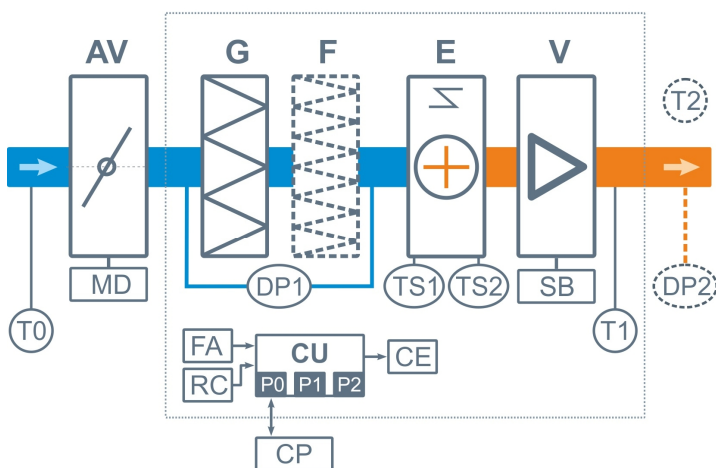 AV
G
F
E
V
T2
MD
DP1
TS1
TS2
SB
DP2
T0
T1
FA
RC
CU
P0 P1 P2
CE
CP